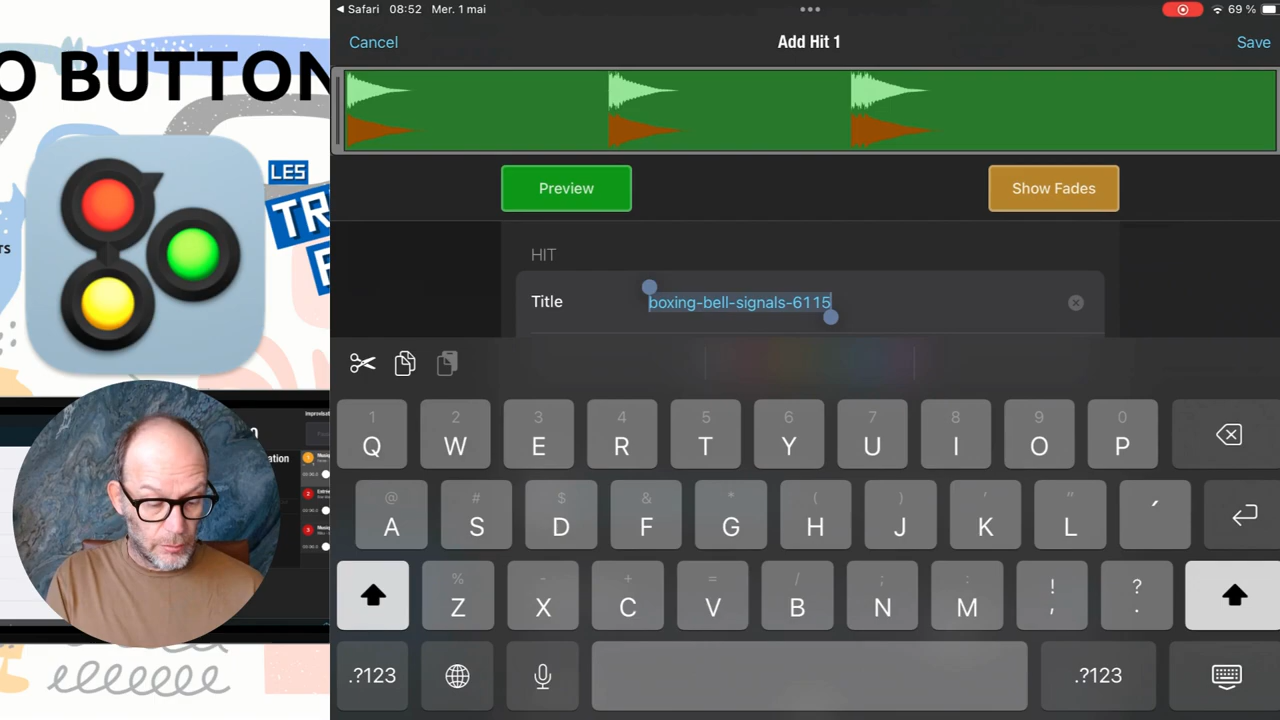 O BUTTON
LES
TR
F
TS
Safari 08:52 Mer. 1 mai
69 %
Cancel
Add Hit 1
Save
Preview
Show Fades
HIT
Title
boxing-bell-signals-6115
1 2 3 4 5 6 7 8 9 0
Q W E R T Y U I O P
@ # $ & * ( ) ' "
A S D F G H J K L ´
% - + = / ; :
Z X C V B N M ! , ? .
.?123
.?123